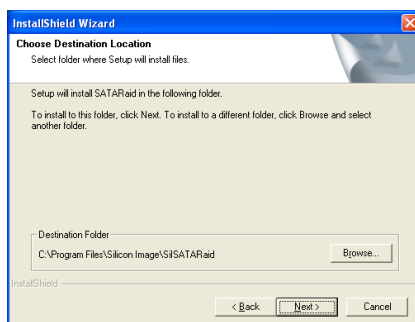 InstallShield Wizard
Choose Destination Location
Select folder where Setup will install files.
Setup will install SATARaid in the following folder.
To install to this folder, click Next. To install to a different folder, click Browse and select
another folder.
Destination Folder
C:\Program Files\Silicon Image\SiISATARaid
Browse...
InstallShield
< Back
Next >
Cancel